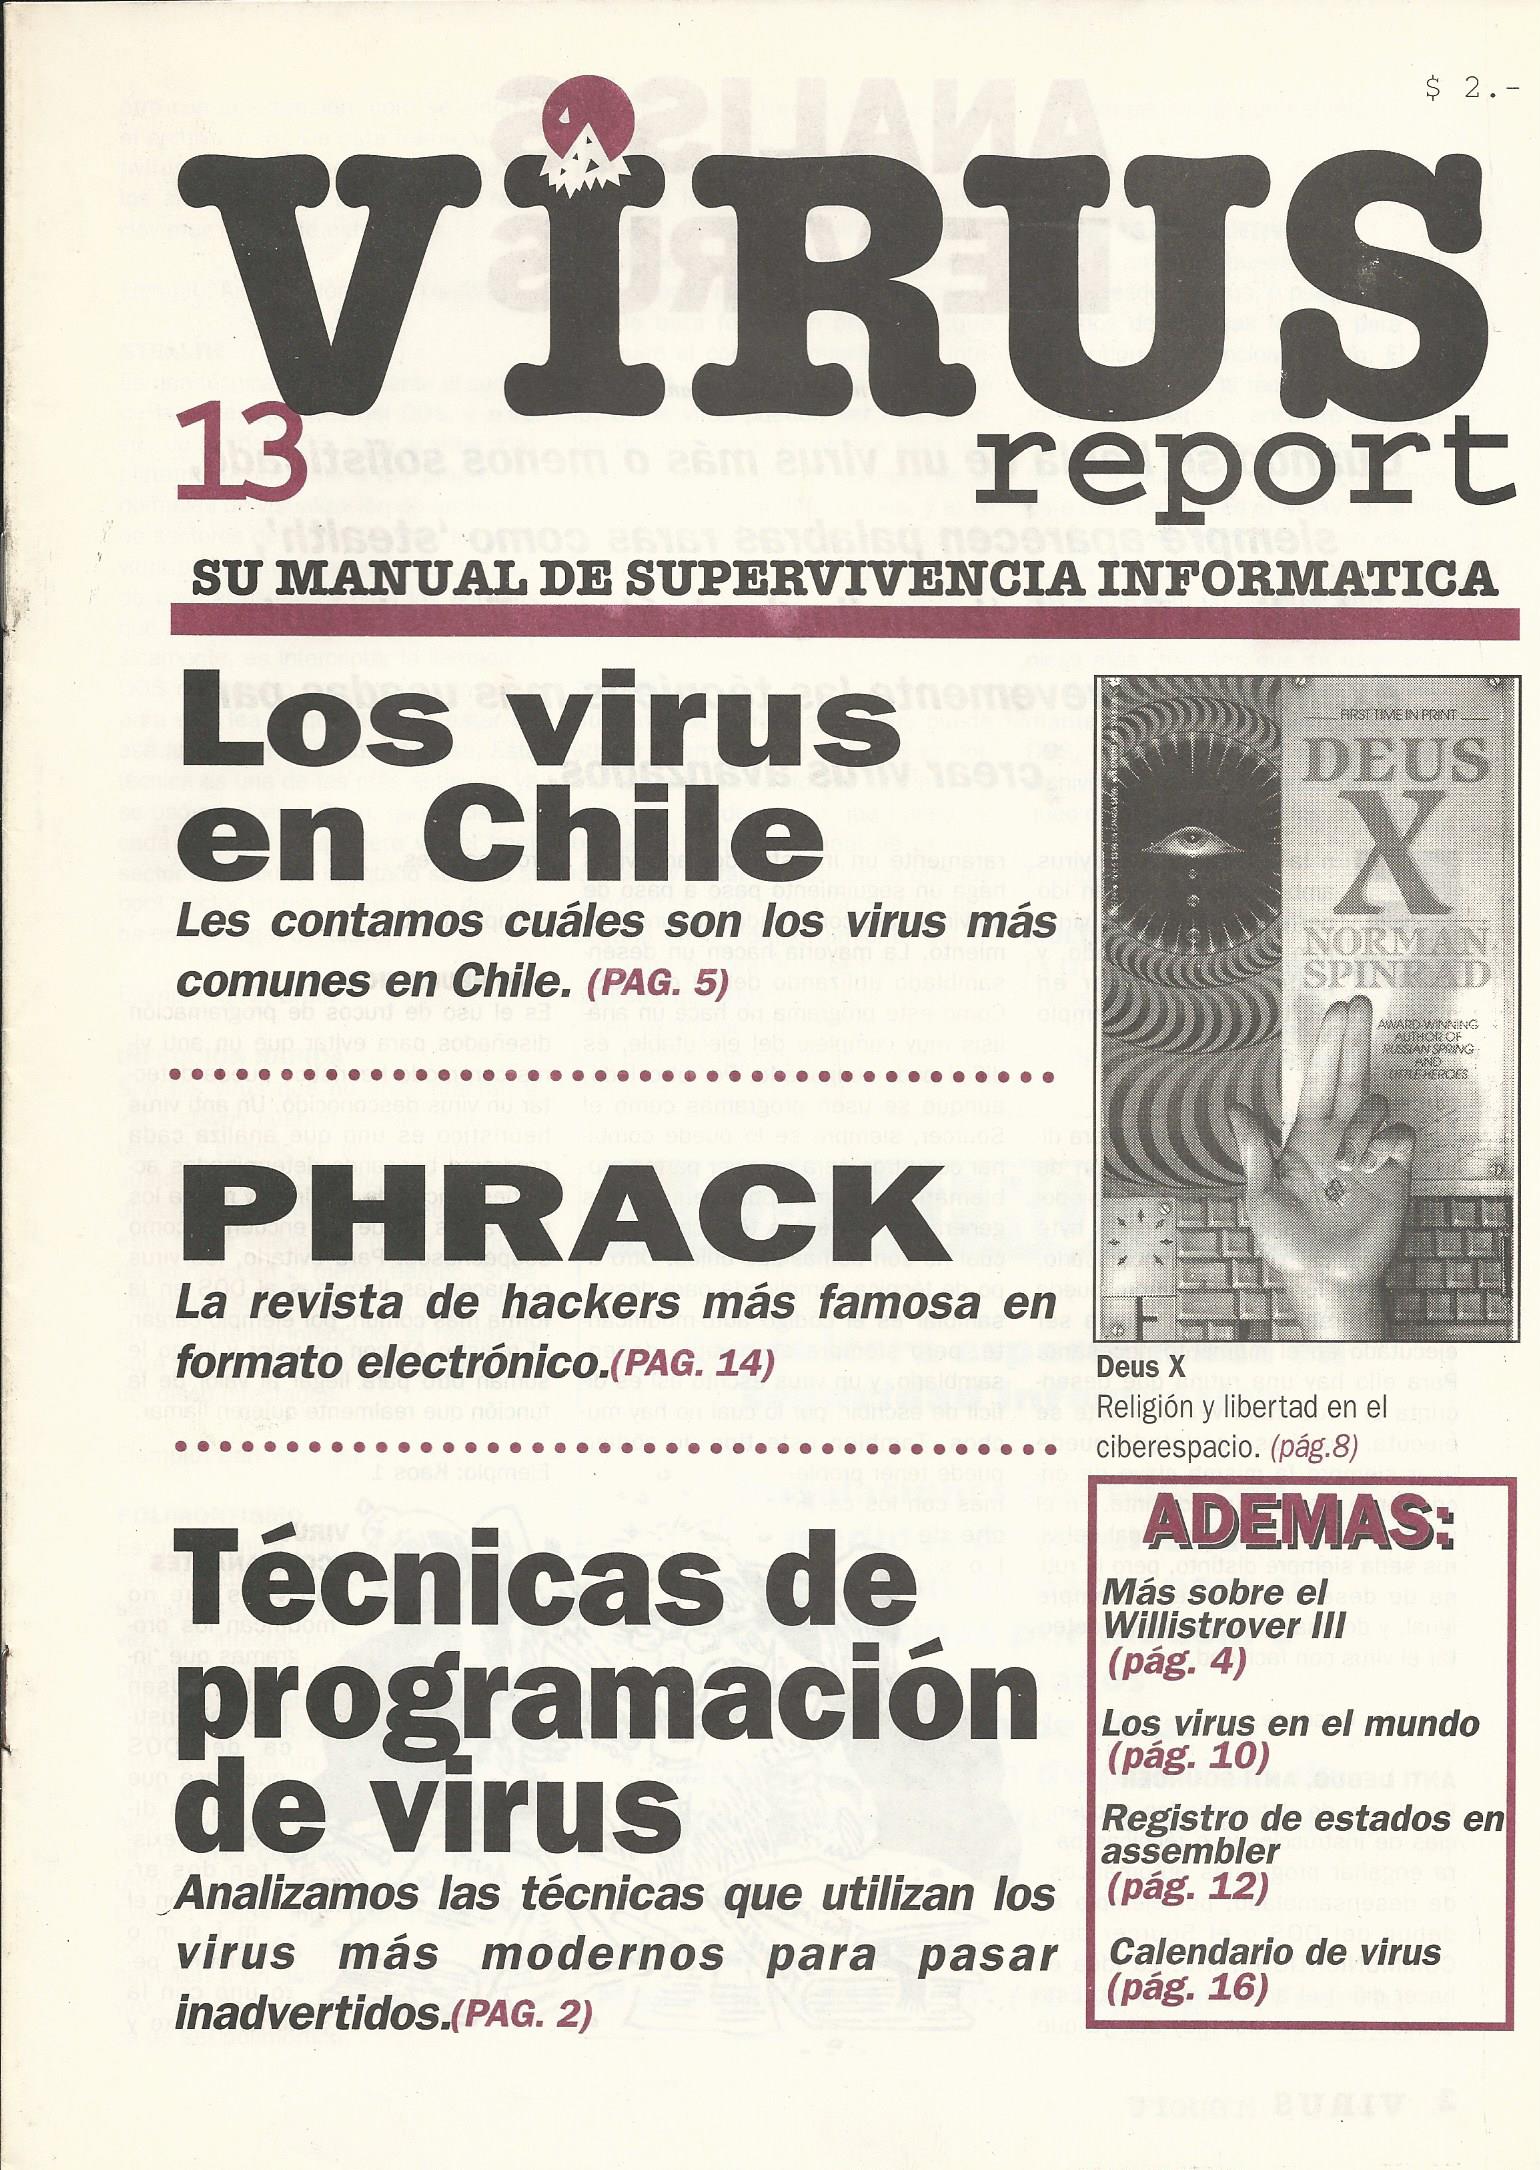 $ 2.-
VİRUS
13
report
SU MANUAL DE SUPERVIVENCIA INFORMATICA
Los virus
en Chile
Les contamos cuáles son los virus más
comunes en Chile. (PAG. 5)
PHRACK
La revista de hackers más famosa en
formato electrónico.(PAG. 14)
Técnicas de
programación
de virus
Analizamos las técnicas que utilizan los
virus más modernos para pasar
inadvertidos.(PAG. 2)
FIRST TIME IN PRINT
DEUS
X
NORMAN
SPINRAD
AWARD-WINNING
AUTHOR OF
RUSSIAN SPRING
AND
LITTLE HEROES
Deus X
Religión y libertad en el
ciberespacio. (pág.8)
ADEMAS:
Más sobre el
Willistrover III
(pág. 4)
Los virus en el mundo
(pág. 10)
Registro de estados en
assembler
(pág. 12)
Calendario de virus
(pág. 16)